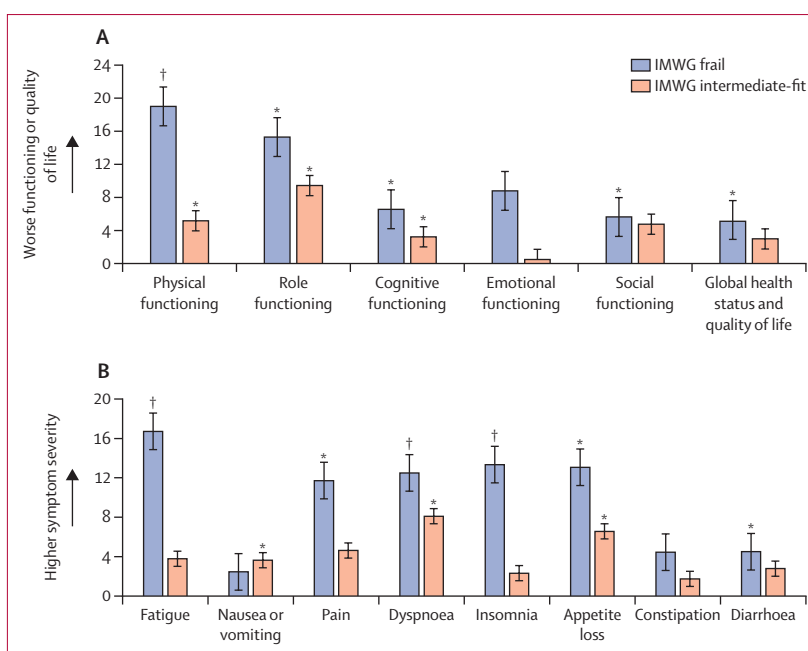 A
Worse functioning or quality
of life
24
20
16
12
8
4
0
IMWG frail
IMWG intermediate-fit
†
*
*
*
*
*
*
*
Physical
functioning
Role
functioning
Cognitive
functioning
Emotional
functioning
Social
functioning
Global health
status and
quality of life
B
Higher symptom severity
20
16
12
8
4
0
†
*
*
†
*
†
*
*
*
Fatigue
Nausea or
vomiting
Pain
Dyspnoea
Insomnia
Appetite
loss
Constipation
Diarrhoea